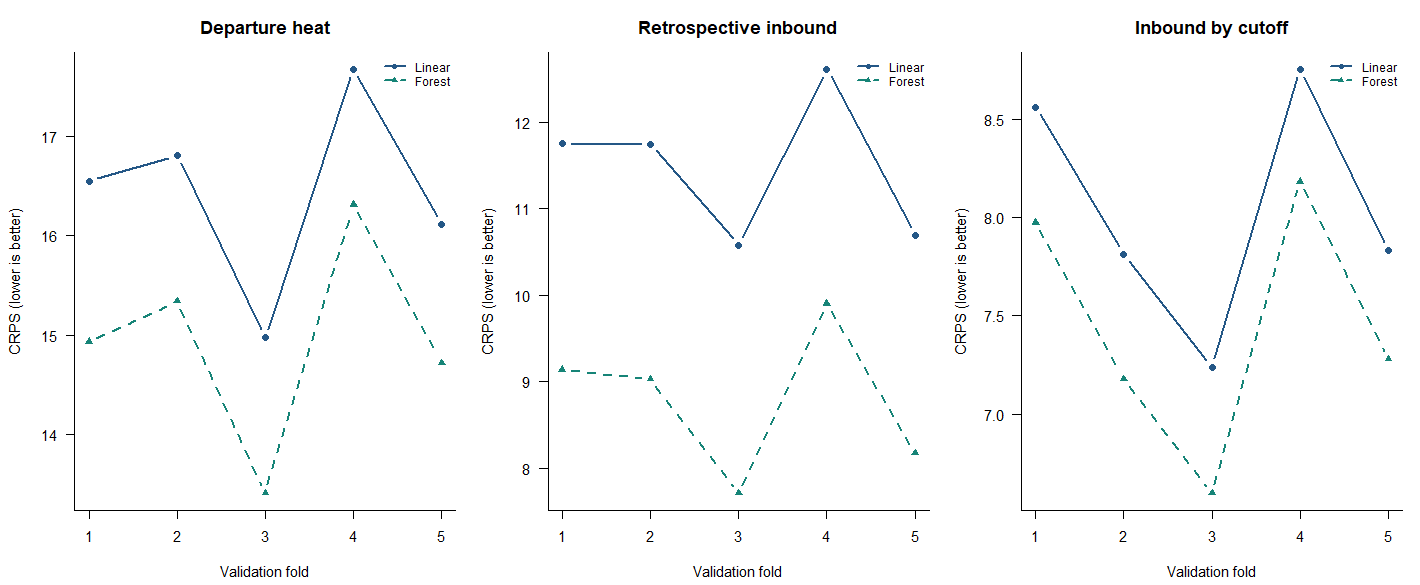 Departure heat
Linear
Forest
17
16
15
14
CRPS (lower is better)
1 2 3 4 5
Validation fold
Retrospective inbound
Linear
Forest
12
11
10
9
8
CRPS (lower is better)
1 2 3 4 5
Validation fold
Inbound by cutoff
Linear
Forest
8.5
8.0
7.5
7.0
CRPS (lower is better)
1 2 3 4 5
Validation fold